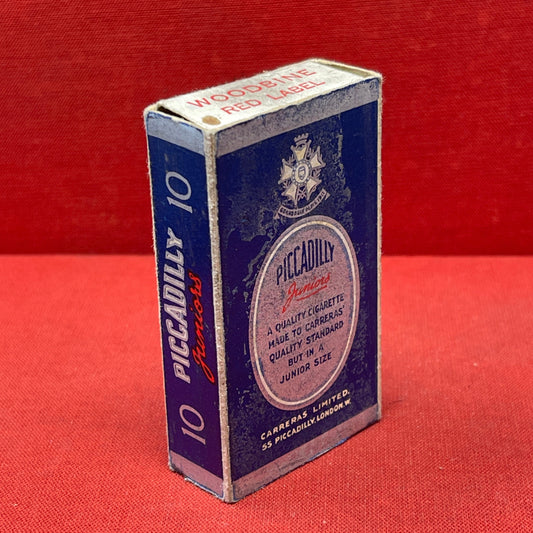 WOODBINE
RED LABEL
10 PICCADILLY Juniors 10
PICCADILLY
Juniors
A QUALITY CIGARETTE
MADE TO CARRERAS'
QUALITY STANDARD
BUT IN A
JUNIOR SIZE
CARRERAS LIMITED.
55 PICCADILLY, LONDON, W.